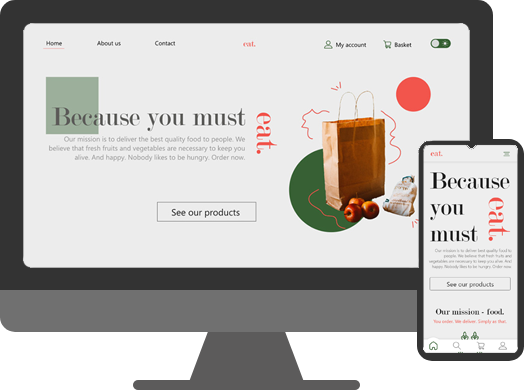 Home
About us
Contact
eat.
My account
Basket
Because you must
eat.
Our mission is to deliver the best quality food to people. We
believe that fresh fruits and vegetables are necessary to keep you
alive. And happy. Nobody likes to be hungry. Order now.
See our products
eat.
Because
you
must
eat.
Our mission is to deliver the best quality food to
people. We believe that fresh fruits and
vegetables are necessary to keep you alive. And
happy. Nobody likes to be hungry. Order now.
See our products
Our mission - food.
You order. We deliver. Simply as that.